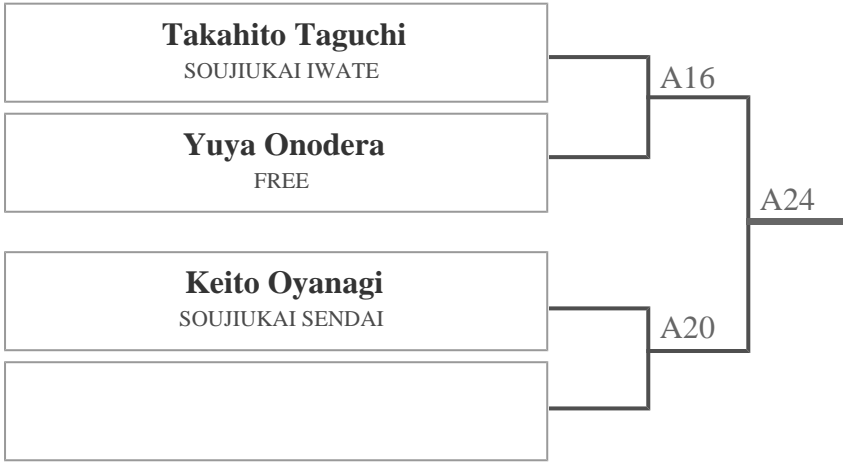 Takahito Taguchi
SOUJIUKAI IWATE
A16
Yuya Onodera
FREE
A24
Keito Oyanagi
SOUJIUKAI SENDAI
A20